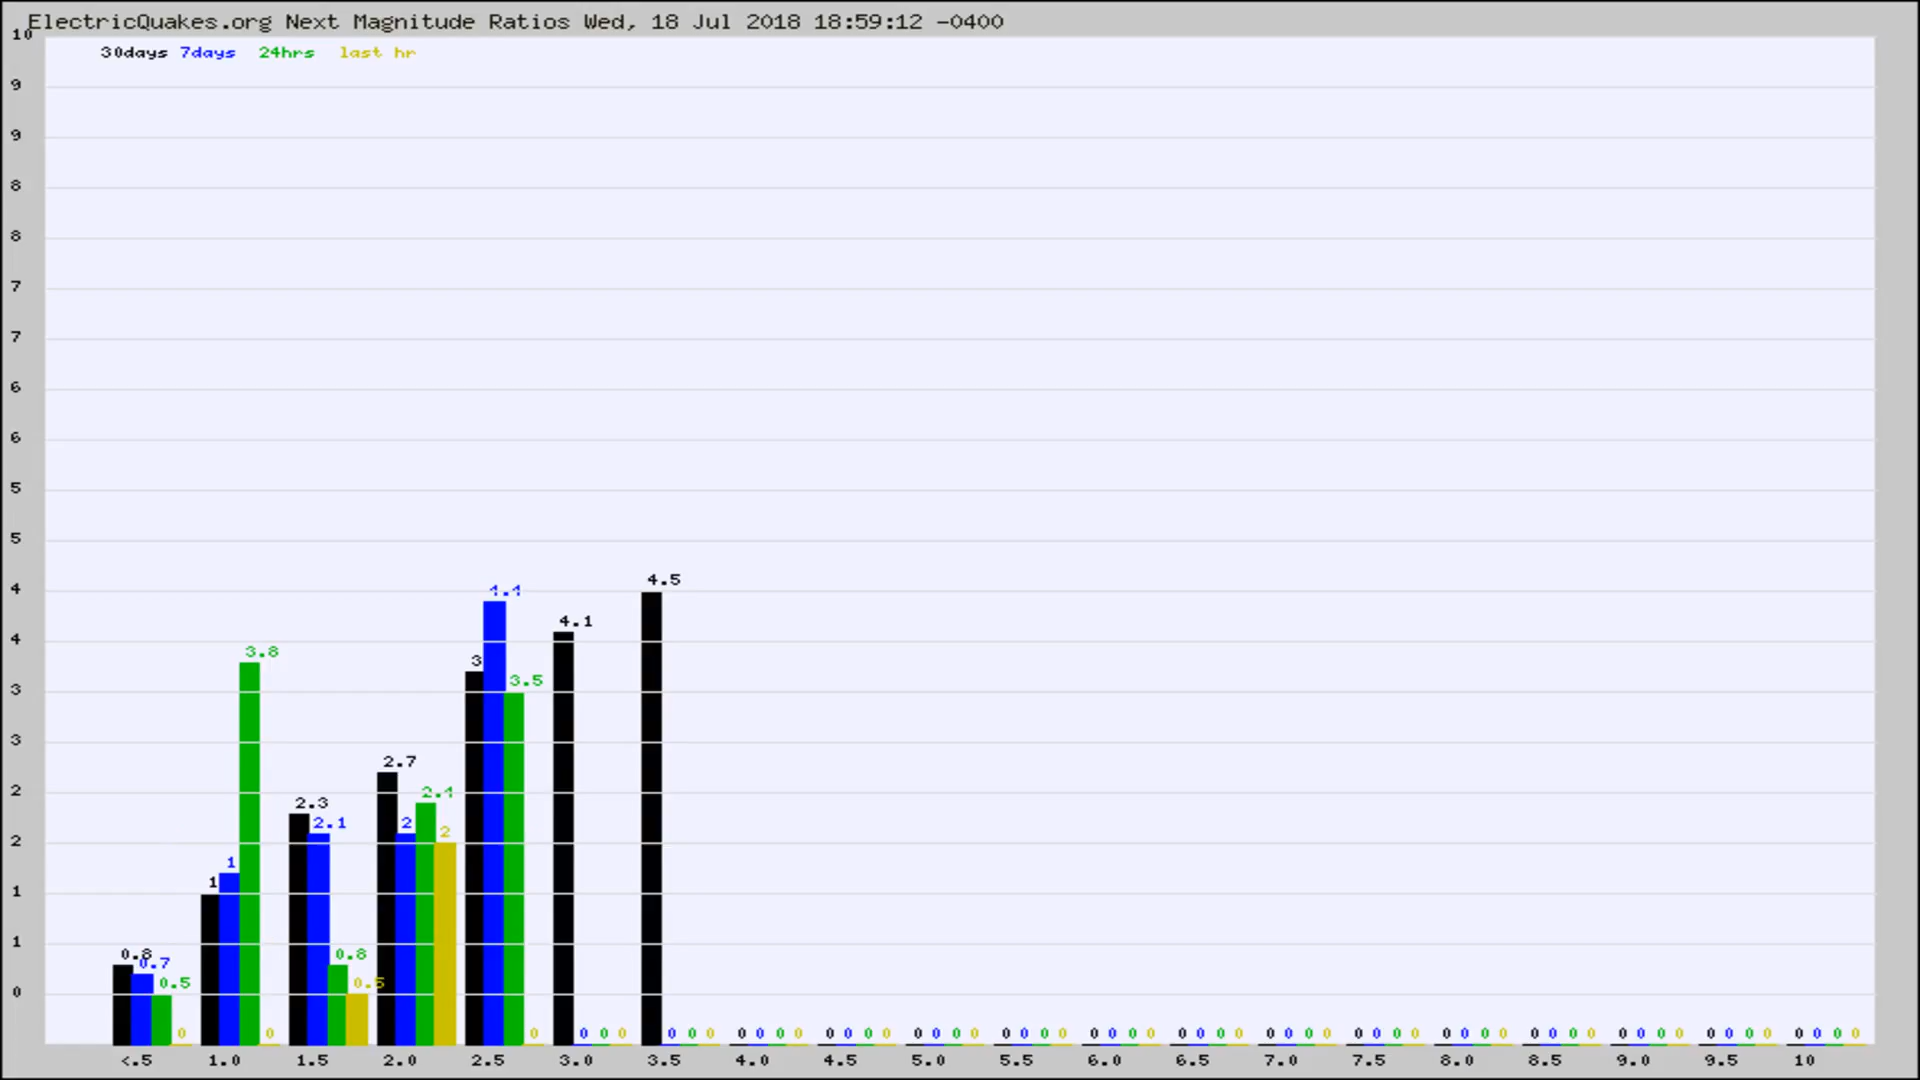 ElectricQuakes.org Next Magnitude Ratios Wed, 18 Jul 2018 18:59:12 -0400
30days 7days 24hrs last hr
10
9
9
8
8
7
7
6
6
5
5
4
4
3
3
2
2
1
1
0
0.8 0.7 0.5 0
1 1 3.8 0
2.3 2.1 0.8 0.5
2.7 2 2.4 2
3 4.4 3.5 0
4.1 0 0 0
4.5 0 0 0
0 0 0 0
0 0 0 0
0 0 0 0
0 0 0 0
0 0 0 0
0 0 0 0
0 0 0 0
0 0 0 0
0 0 0 0
0 0 0 0
0 0 0 0
0 0 0 0
0 0 0 0
<.5 1.0 1.5 2.0 2.5 3.0 3.5 4.0 4.5 5.0 5.5 6.0 6.5 7.0 7.5 8.0 8.5 9.0 9.5 10